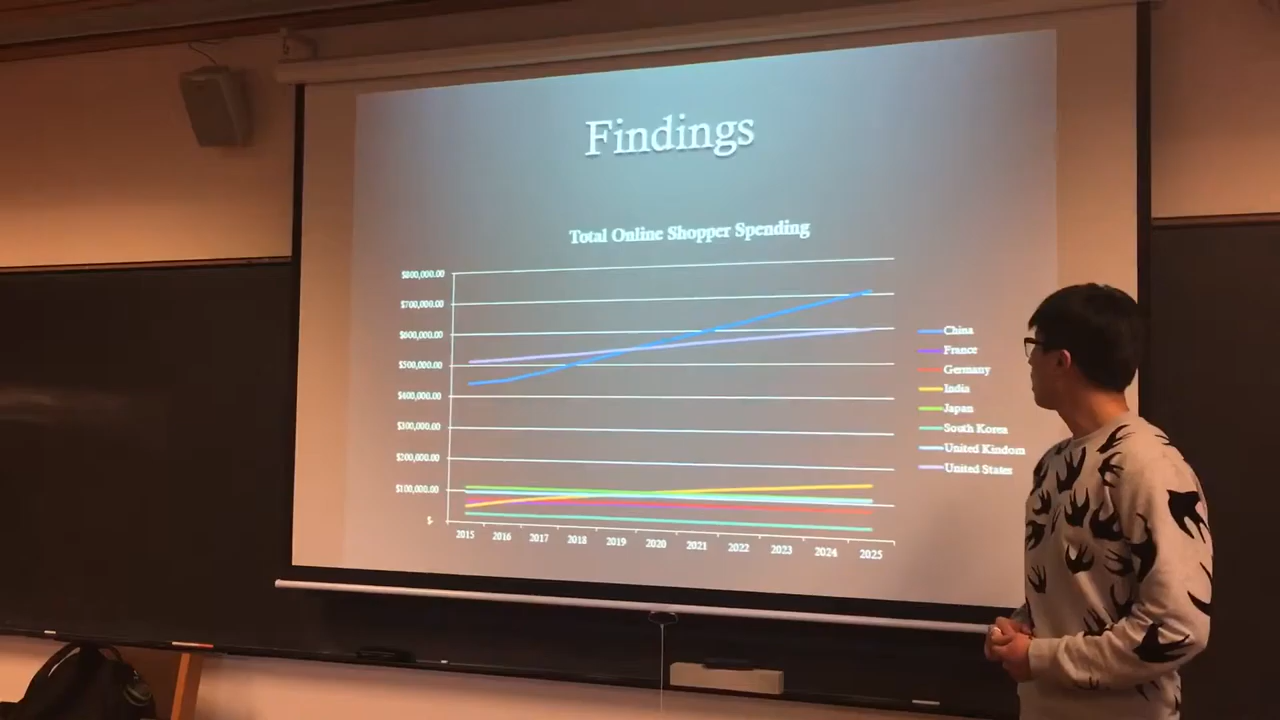 Findings
Total Online Shopper Spending
$800,000.00
$700,000.00
$600,000.00
$500,000.00
$400,000.00
$300,000.00
$200,000.00
$100,000.00
$-
2015 2016 2017 2018 2019 2020 2021 2022 2023 2024 2025
China
France
Germany
India
Japan
South Korea
United Kindom
United States